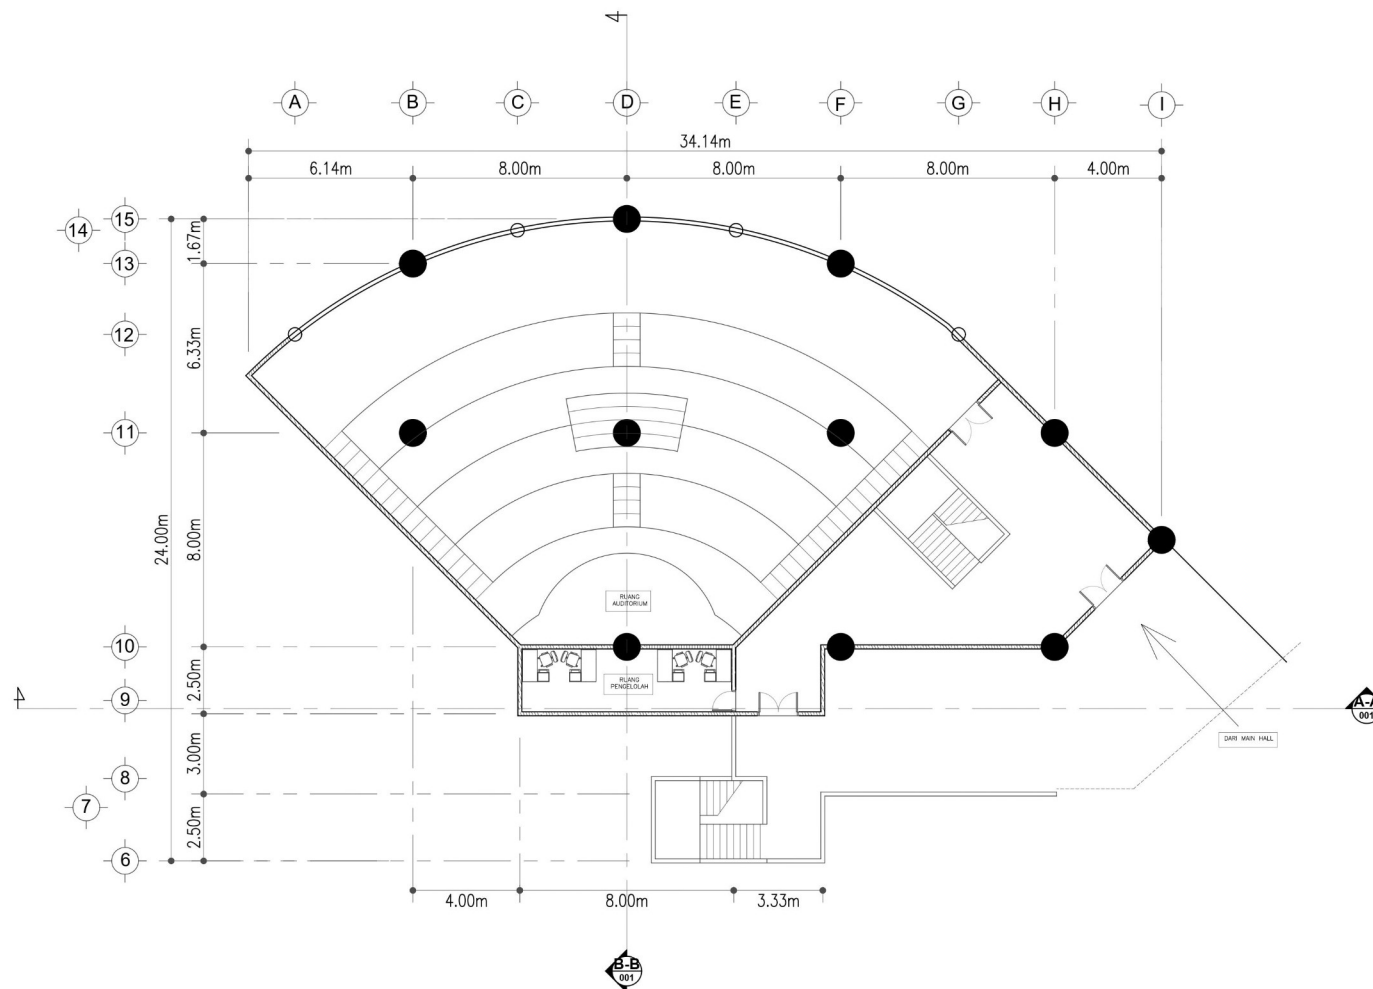 4
A
B
C
D
E
F
G
H
I
34.14m
6.14m
8.00m
8.00m
8.00m
4.00m
15
14
13
12
11
10
9
8
7
6
1.67m
6.33m
8.00m
24.00m
2.50m
3.00m
2.50m
RUANG
AUDITORIUM
RUANG
PENGELOLAH
4
A-A
001
DARI MAIN HALL
4.00m
8.00m
3.33m
B-B
001